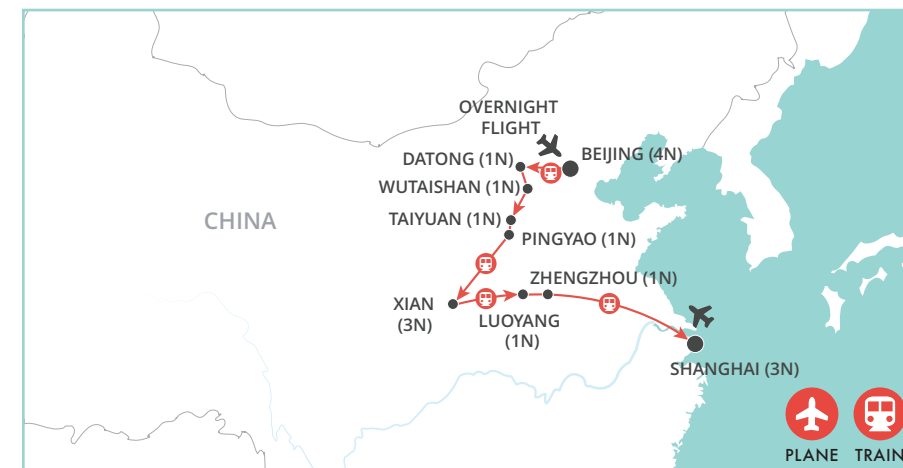 OVERNIGHT
FLIGHT
BEIJING (4N)
DATONG (1N)
WUTAISHAN (1N)
TAIYUAN (1N)
PINGYAO (1N)
CHINA
ZHENGZHOU (1N)
XIAN
(3N)
LUOYANG
(1N)
SHANGHAI (3N)
PLANE
TRAIN